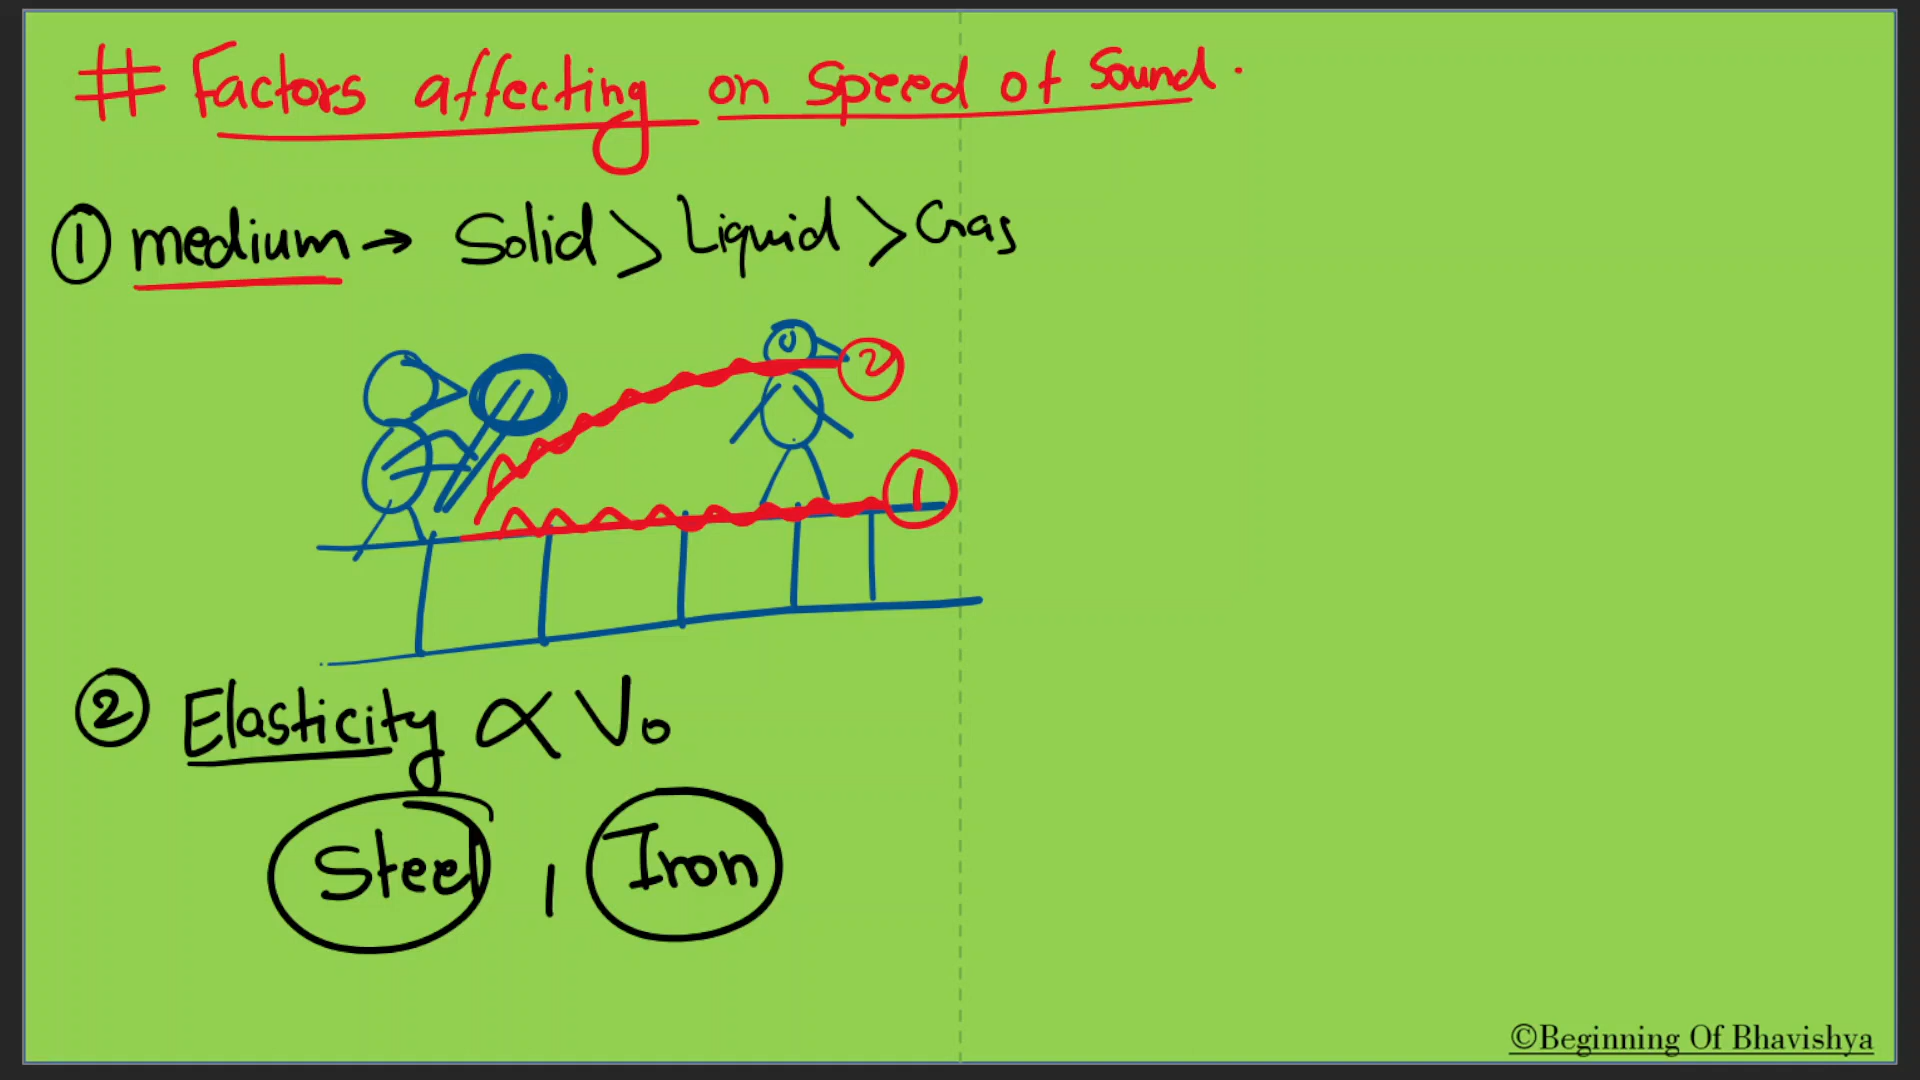 # Factors affecting on Speed of Sound.
① medium → Solid > Liquid > Gas
②
①
② Elasticity ∝ V₀
Steel , Iron
©Beginning Of Bhavishya